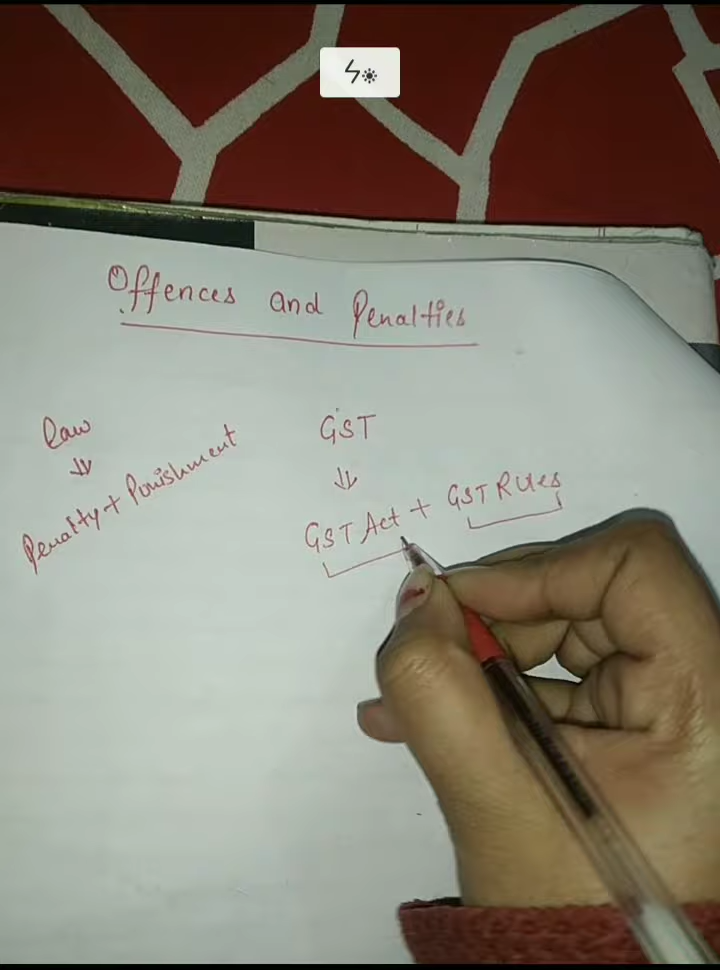 Offences and Penalties
Law
⇓
Penalty + Punishment
GST
⇓
GST Act + GST Rules